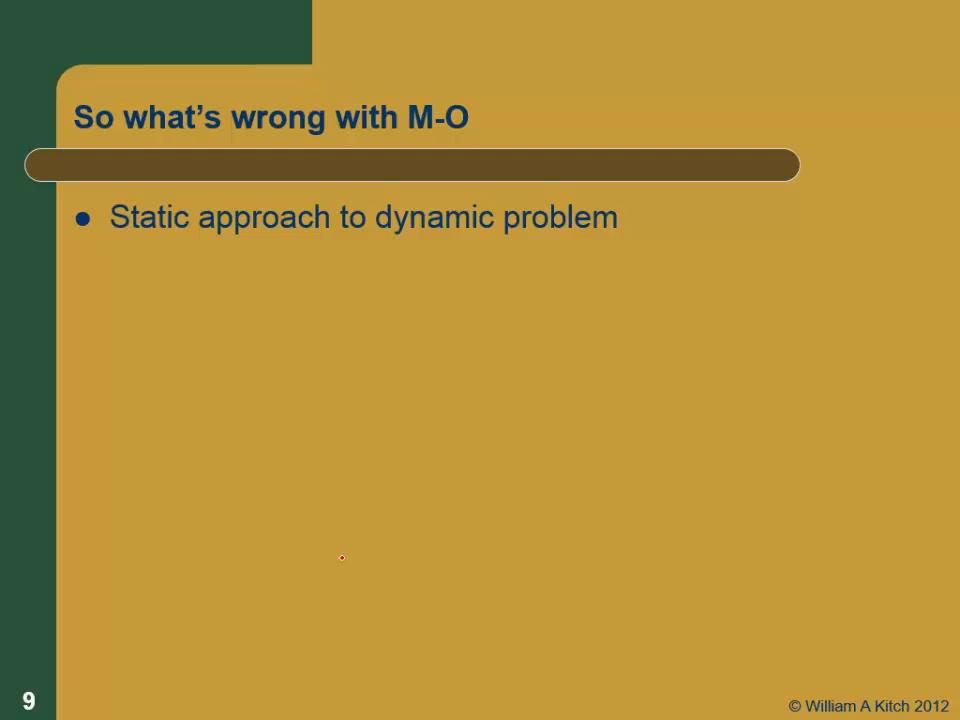 So what’s wrong with M-O
Static approach to dynamic problem
9
© William A Kitch 2012